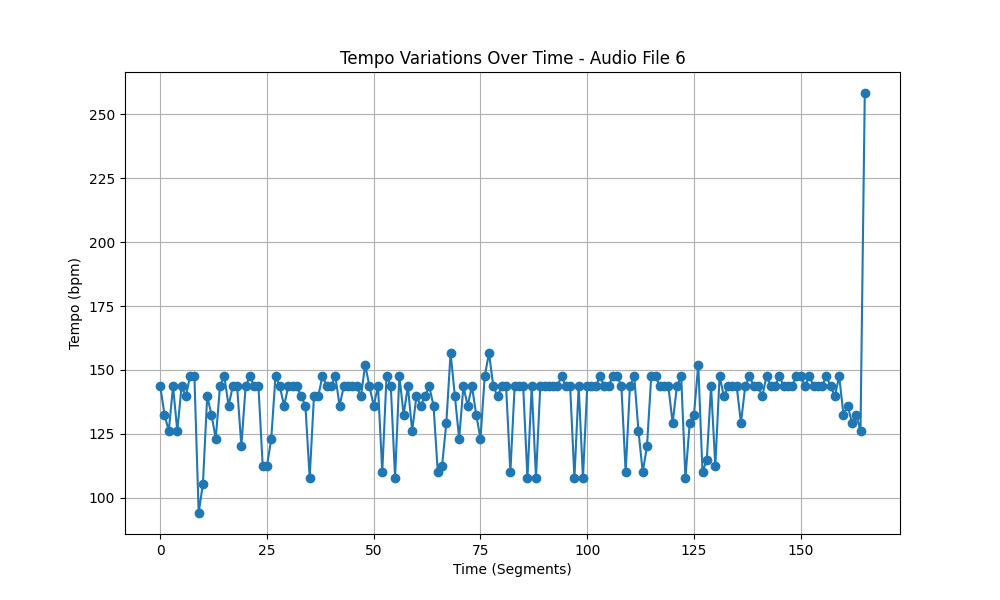 Tempo Variations Over Time - Audio File 6
Tempo (bpm)
250
225
200
175
150
125
100
0 25 50 75 100 125 150
Time (Segments)